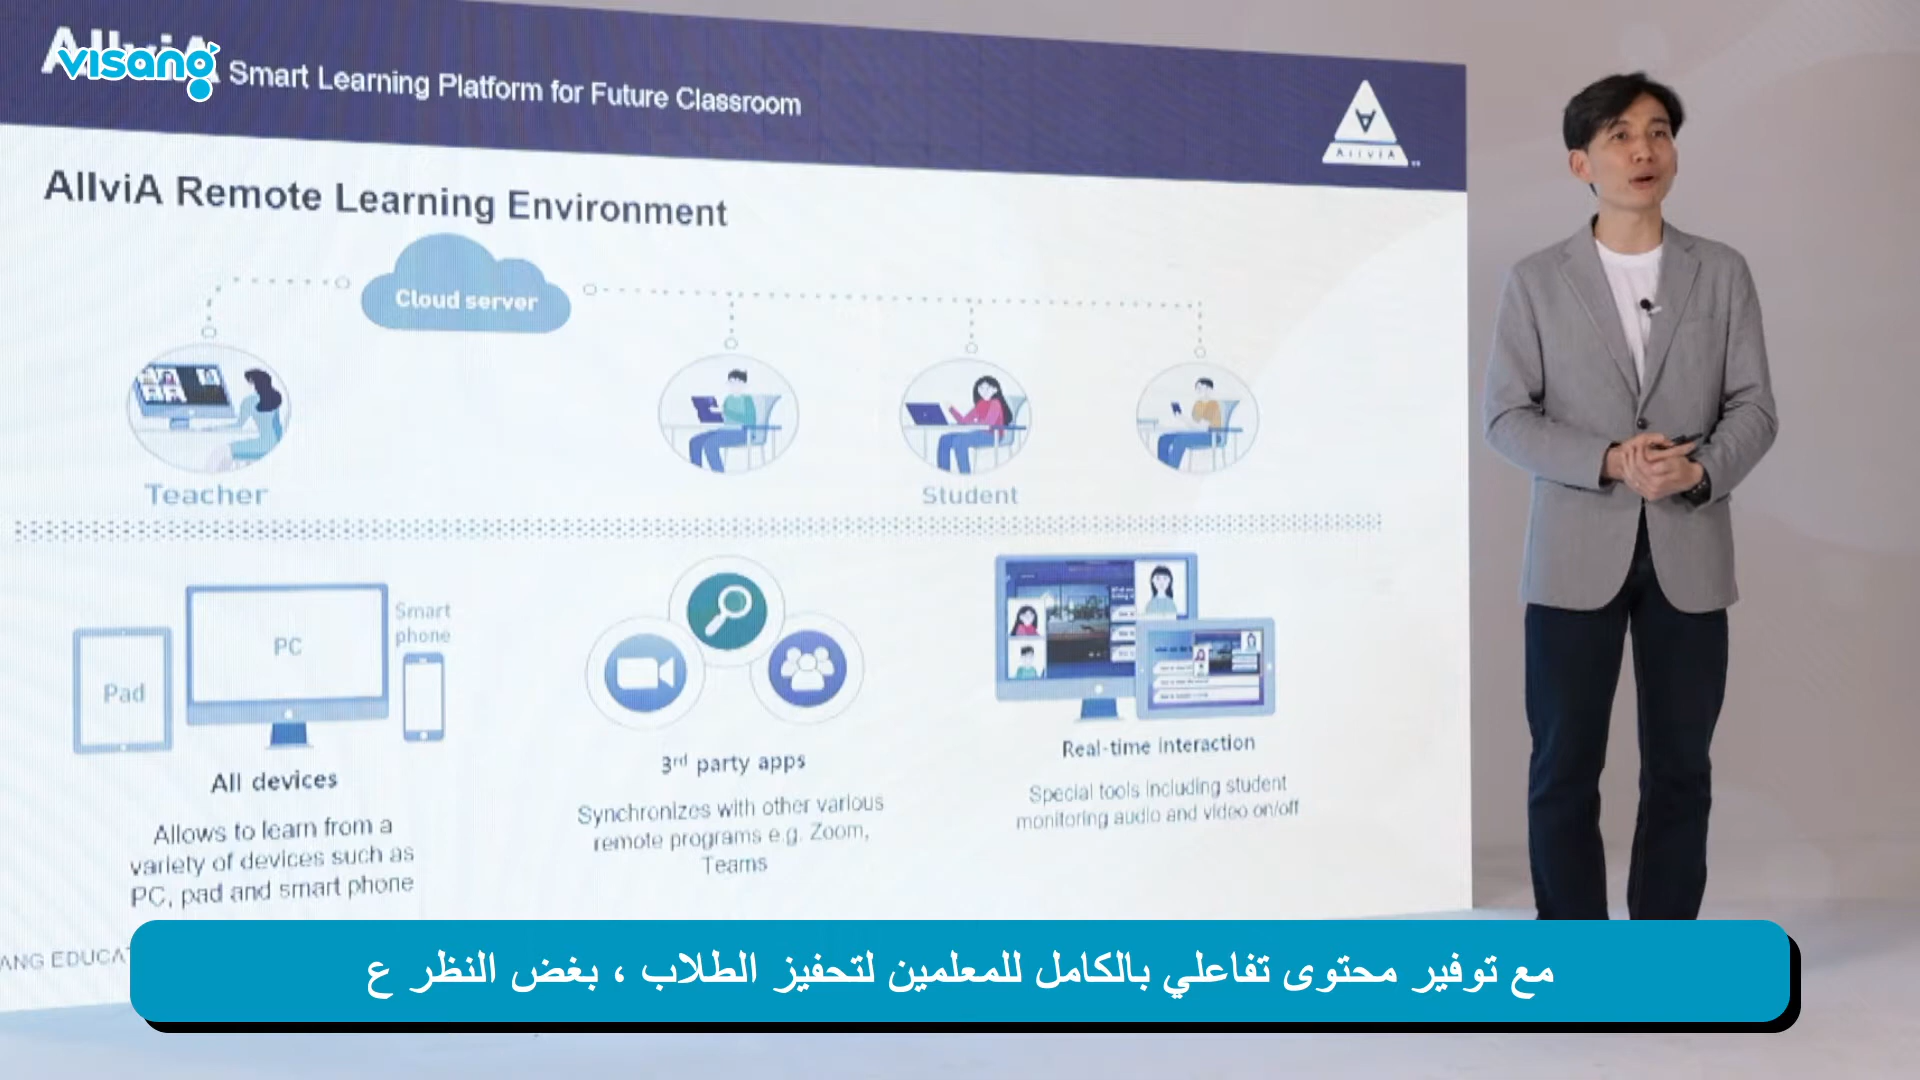 AllviA
visang
Smart Learning Platform for Future Classroom
AllviA
AllviA Remote Learning Environment
Cloud server
Teacher
Student
Pad
PC
Smart
phone
All devices
Allows to learn from a
variety of devices such as
PC, pad and smart phone
3rd party apps
Synchronizes with other various
remote programs e.g. Zoom,
Teams
Real-time interaction
Special tools including student
monitoring audio and video on/off
ANG EDUCAT
مع توفير محتوى تفاعلي بالكامل للمعلمين لتحفيز الطلاب ، بغض النظر ع